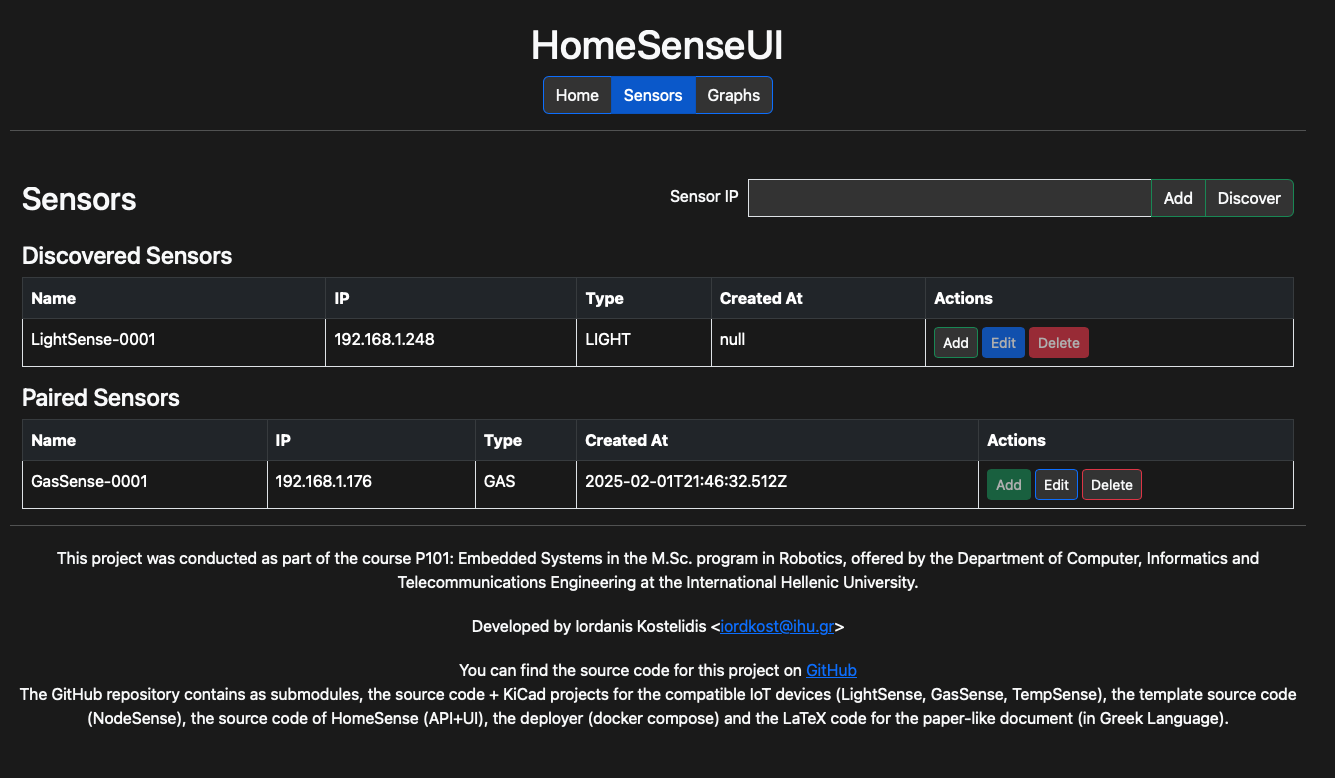 HomeSenseUI
Home Sensors Graphs
Sensors
Sensor IP Add Discover
Discovered Sensors
Name IP Type Created At Actions
LightSense-0001 192.168.1.248 LIGHT null Add Edit Delete
Paired Sensors
Name IP Type Created At Actions
GasSense-0001 192.168.1.176 GAS 2025-02-01T21:46:32.512Z Add Edit Delete
This project was conducted as part of the course P101: Embedded Systems in the M.Sc. program in Robotics, offered by the Department of Computer, Informatics and
Telecommunications Engineering at the International Hellenic University.
Developed by Iordanis Kostelidis <iordkost@ihu.gr>
You can find the source code for this project on GitHub
The GitHub repository contains as submodules, the source code + KiCad projects for the compatible IoT devices (LightSense, GasSense, TempSense), the template source code
(NodeSense), the source code of HomeSense (API+UI), the deployer (docker compose) and the LaTeX code for the paper-like document (in Greek Language).